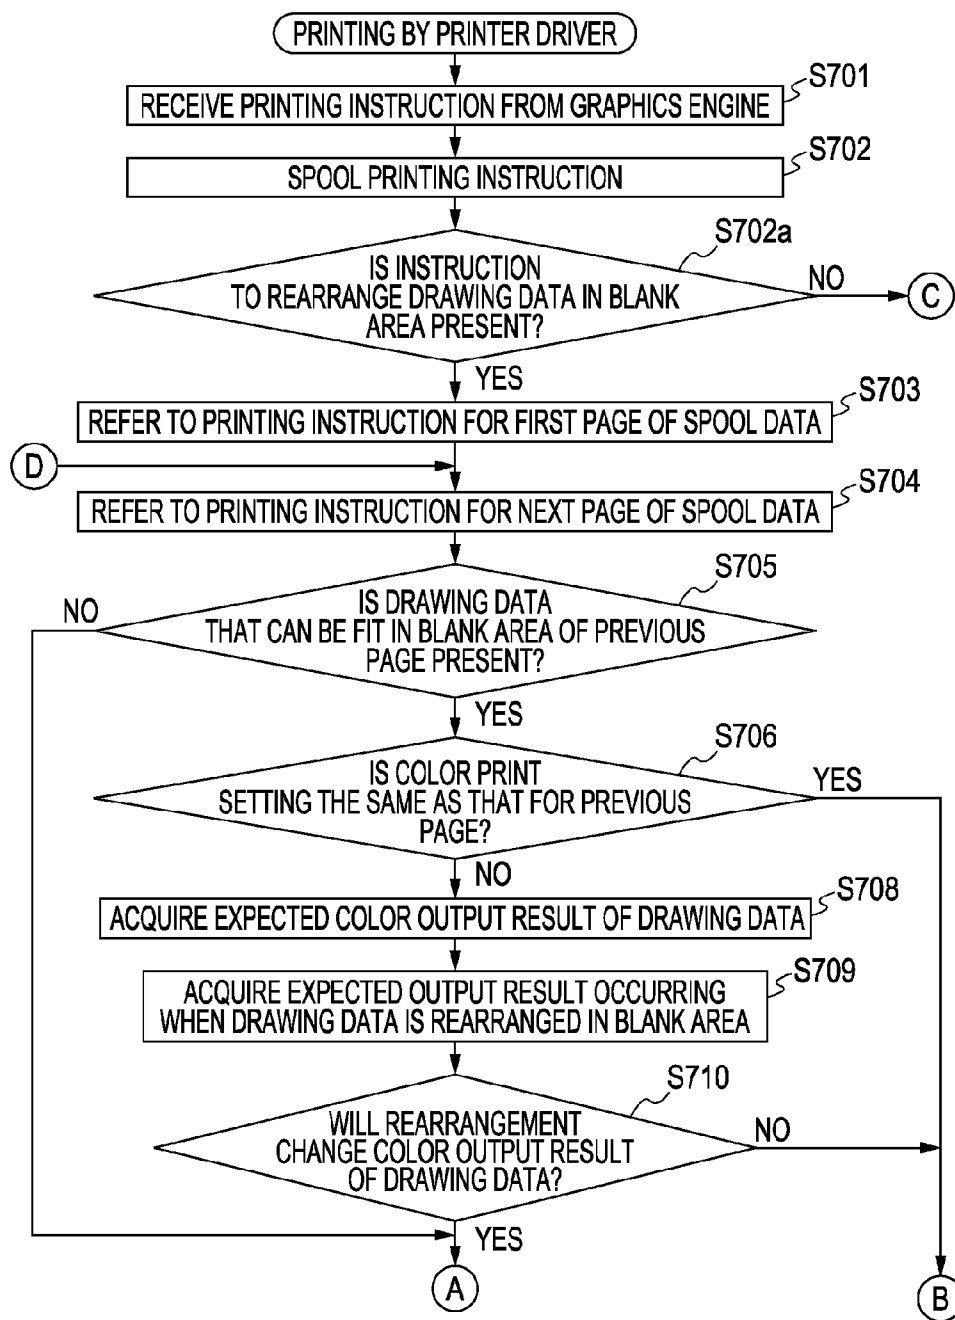 PRINTING BY PRINTER DRIVER
S701
RECEIVE PRINTING INSTRUCTION FROM GRAPHICS ENGINE
S702
SPOOL PRINTING INSTRUCTION
S702a
IS INSTRUCTION
TO REARRANGE DRAWING DATA IN BLANK
AREA PRESENT?
NO
C
YES
S703
REFER TO PRINTING INSTRUCTION FOR FIRST PAGE OF SPOOL DATA
D
S704
REFER TO PRINTING INSTRUCTION FOR NEXT PAGE OF SPOOL DATA
S705
NO
IS DRAWING DATA
THAT CAN BE FIT IN BLANK AREA OF PREVIOUS
PAGE PRESENT?
YES
S706
IS COLOR PRINT
SETTING THE SAME AS THAT FOR PREVIOUS
PAGE?
YES
NO
S708
ACQUIRE EXPECTED COLOR OUTPUT RESULT OF DRAWING DATA
S709
ACQUIRE EXPECTED OUTPUT RESULT OCCURRING
WHEN DRAWING DATA IS REARRANGED IN BLANK AREA
S710
WILL REARRANGEMENT
CHANGE COLOR OUTPUT RESULT
OF DRAWING DATA?
NO
YES
A
B